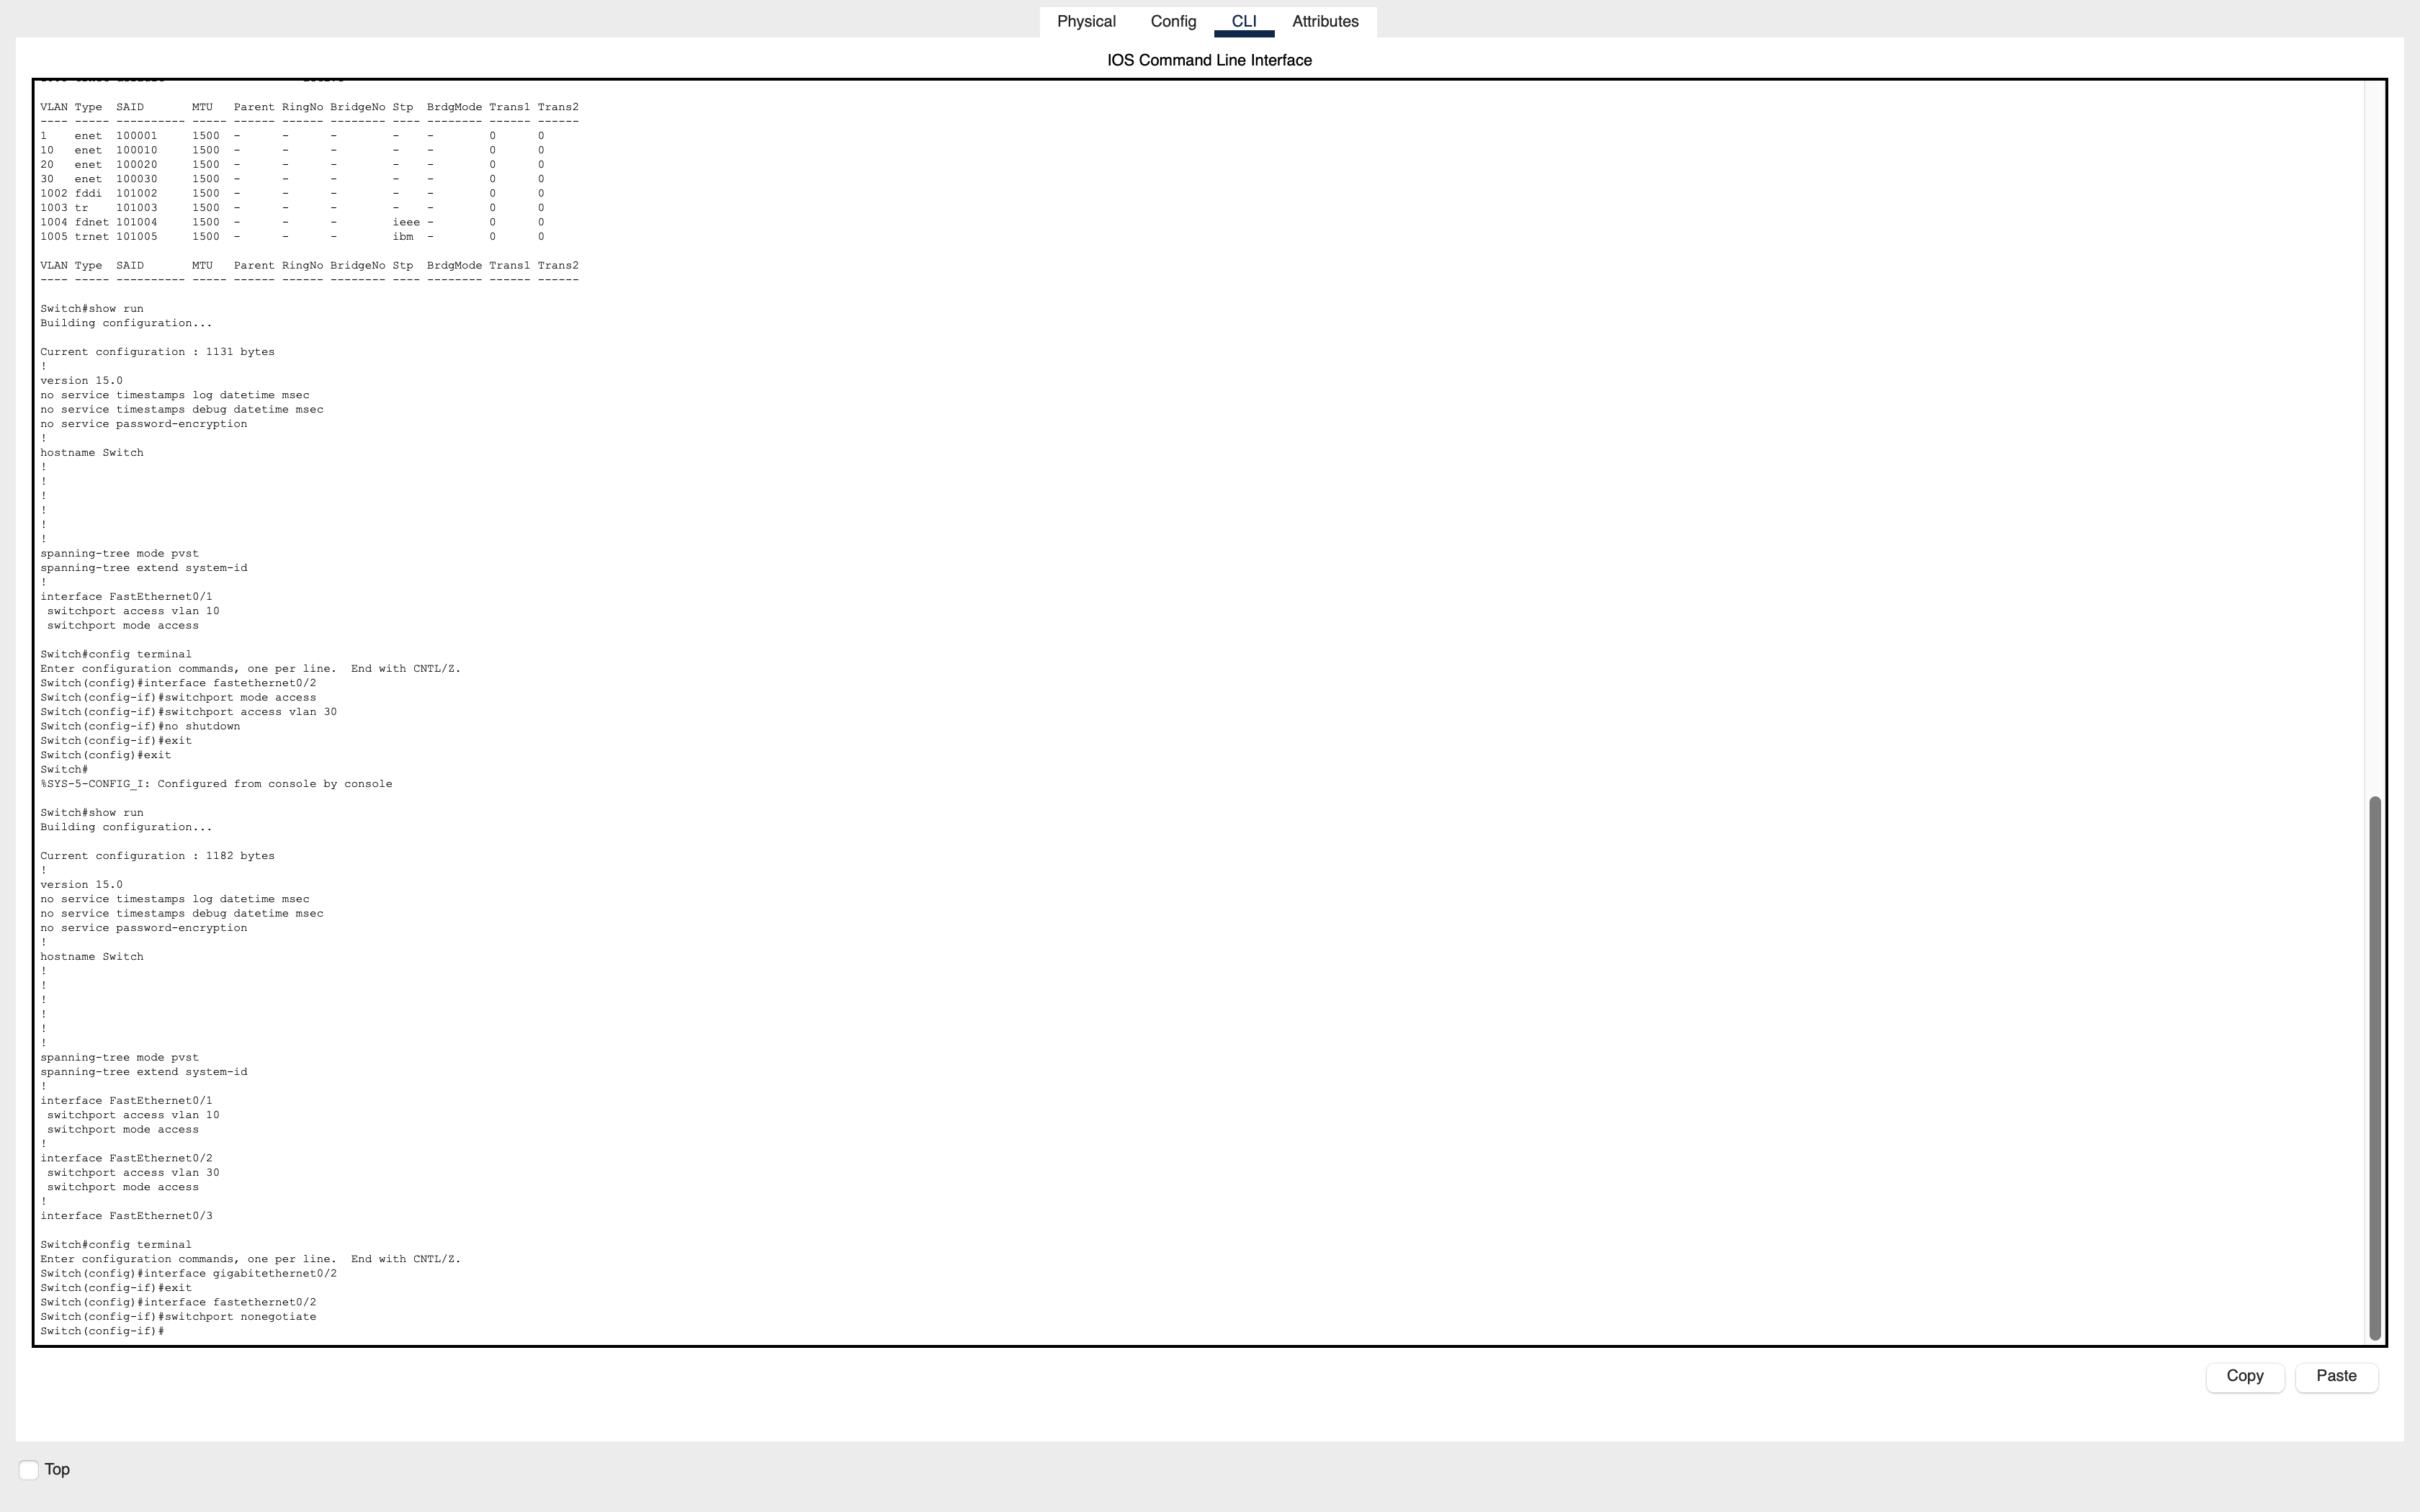 Physical Config CLI Attributes
IOS Command Line Interface
VLAN Type  SAID       MTU   Parent RingNo BridgeNo Stp  BrdgMode Trans1 Trans2
---- ----- ---------- ----- ------ ------ -------- ---- -------- ------ ------
1    enet  100001     1500  -      -      -        -    -        0      0
10   enet  100010     1500  -      -      -        -    -        0      0
20   enet  100020     1500  -      -      -        -    -        0      0
30   enet  100030     1500  -      -      -        -    -        0      0
1002 fddi  101002     1500  -      -      -        -    -        0      0
1003 tr    101003     1500  -      -      -        -    -        0      0
1004 fdnet 101004     1500  -      -      -        ieee -        0      0
1005 trnet 101005     1500  -      -      -        ibm  -        0      0
VLAN Type  SAID       MTU   Parent RingNo BridgeNo Stp  BrdgMode Trans1 Trans2
---- ----- ---------- ----- ------ ------ -------- ---- -------- ------ ------
Switch#show run
Building configuration...
Current configuration : 1131 bytes
!
version 15.0
no service timestamps log datetime msec
no service timestamps debug datetime msec
no service password-encryption
!
hostname Switch
!
!
!
!
!
!
spanning-tree mode pvst
spanning-tree extend system-id
!
interface FastEthernet0/1
 switchport access vlan 10
 switchport mode access
Switch#config terminal
Enter configuration commands, one per line.  End with CNTL/Z.
Switch(config)#interface fastethernet0/2
Switch(config-if)#switchport mode access
Switch(config-if)#switchport access vlan 30
Switch(config-if)#no shutdown
Switch(config-if)#exit
Switch(config)#exit
Switch#
%SYS-5-CONFIG_I: Configured from console by console
Switch#show run
Building configuration...
Current configuration : 1182 bytes
!
version 15.0
no service timestamps log datetime msec
no service timestamps debug datetime msec
no service password-encryption
!
hostname Switch
!
!
!
!
!
!
spanning-tree mode pvst
spanning-tree extend system-id
!
interface FastEthernet0/1
 switchport access vlan 10
 switchport mode access
!
interface FastEthernet0/2
 switchport access vlan 30
 switchport mode access
!
interface FastEthernet0/3
Switch#config terminal
Enter configuration commands, one per line.  End with CNTL/Z.
Switch(config)#interface gigabitethernet0/2
Switch(config-if)#exit
Switch(config)#interface fastethernet0/2
Switch(config-if)#switchport nonegotiate
Switch(config-if)#
Copy Paste
Top